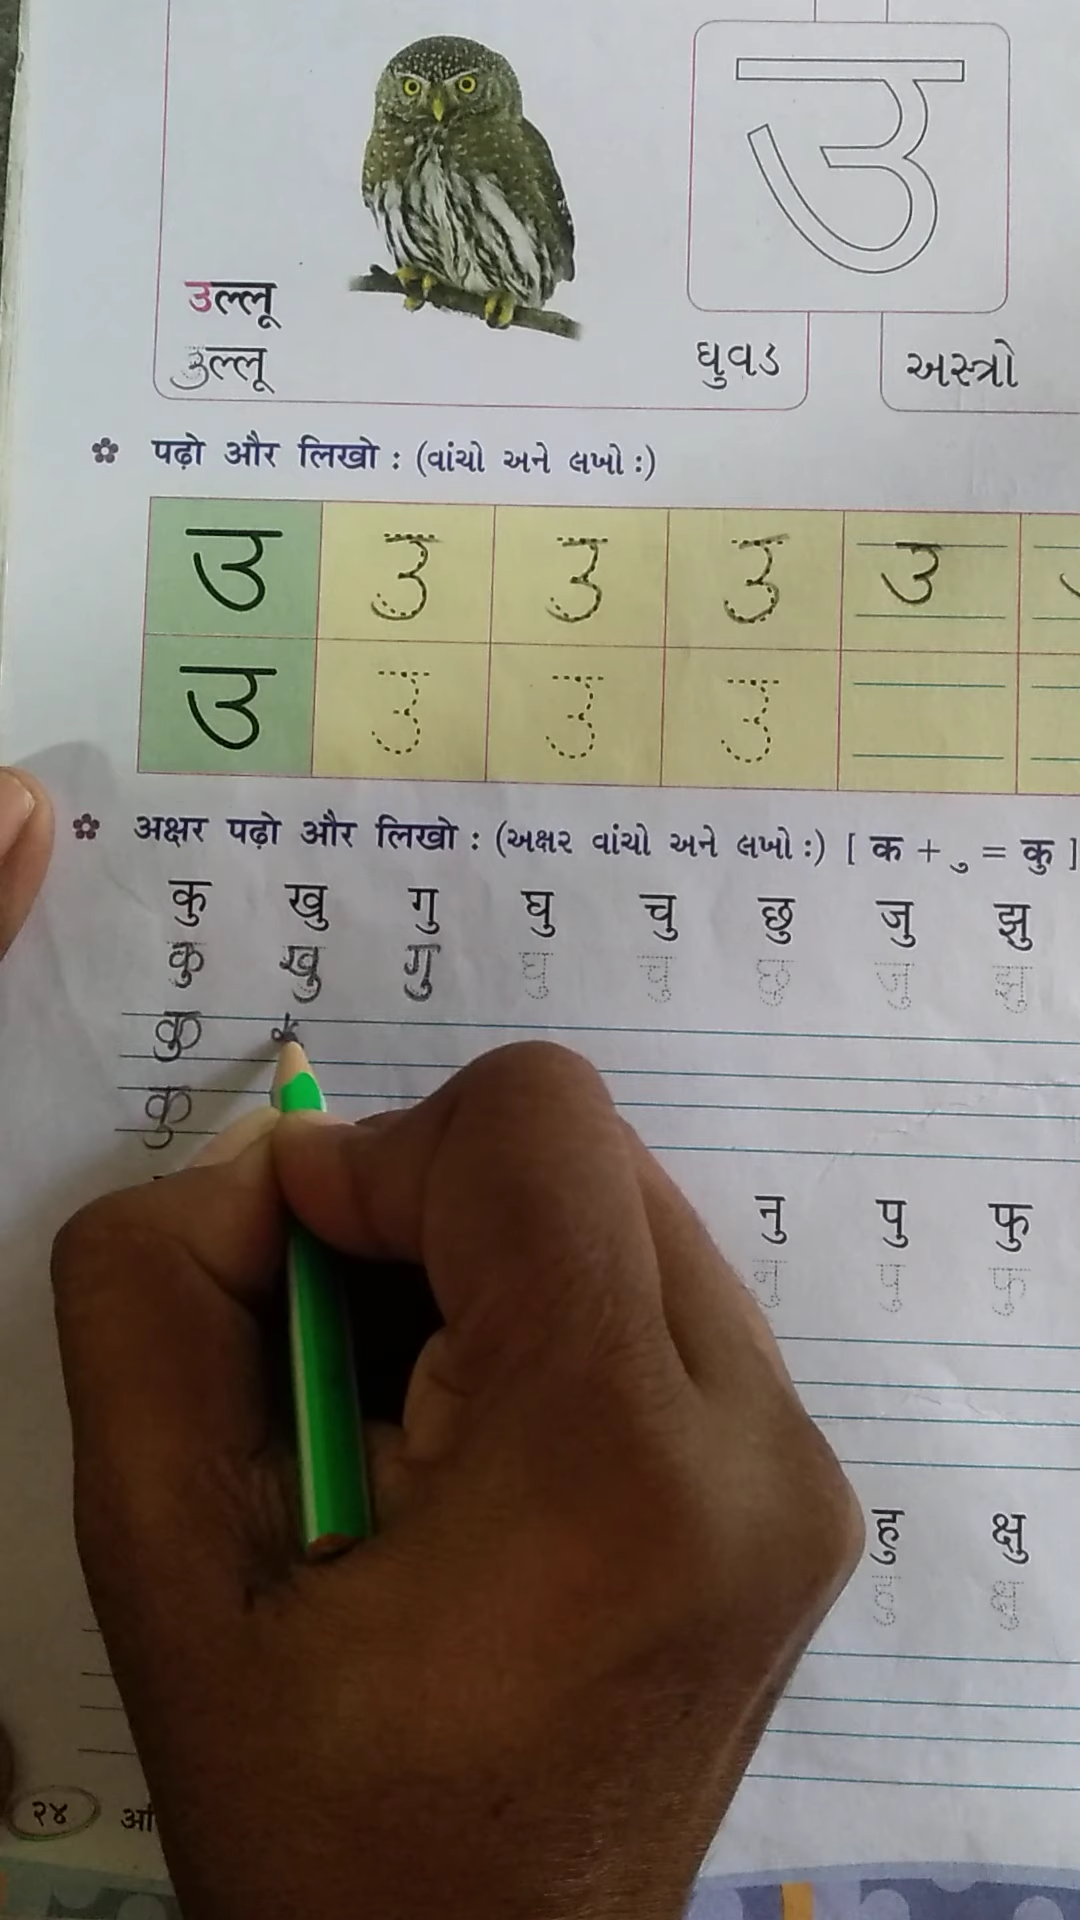 उ
उल्लू
उल्लू
ઘુવડ
અસ્ત્રો
पढ़ो और लिखो : (વાંચો અને લખો :)
उ उ उ उ उ
उ उ उ उ
अक्षर पढ़ो और लिखो : (અક્ષર વાંચો અને લખો :) [ क + ु = कु ]
कु खु गु घु चु छु जु झु
कु खु गु घु चु छु जु झु
कु
कु
नु पु फु
नु पु फु
हु क्षु
हु क्षु
२४